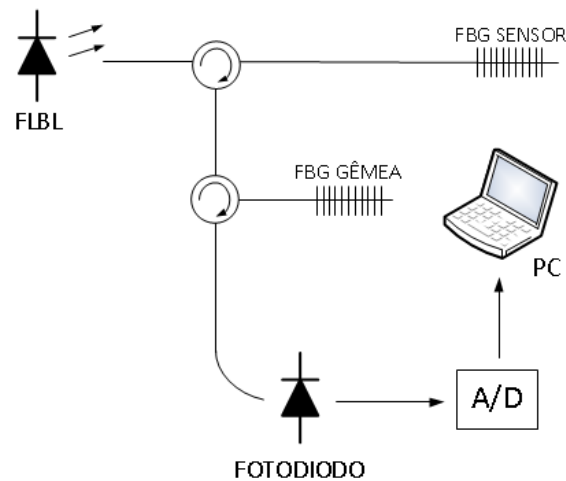 FBG SENSOR
FLBL
FBG GÊMEA
PC
A/D
FOTODIODO